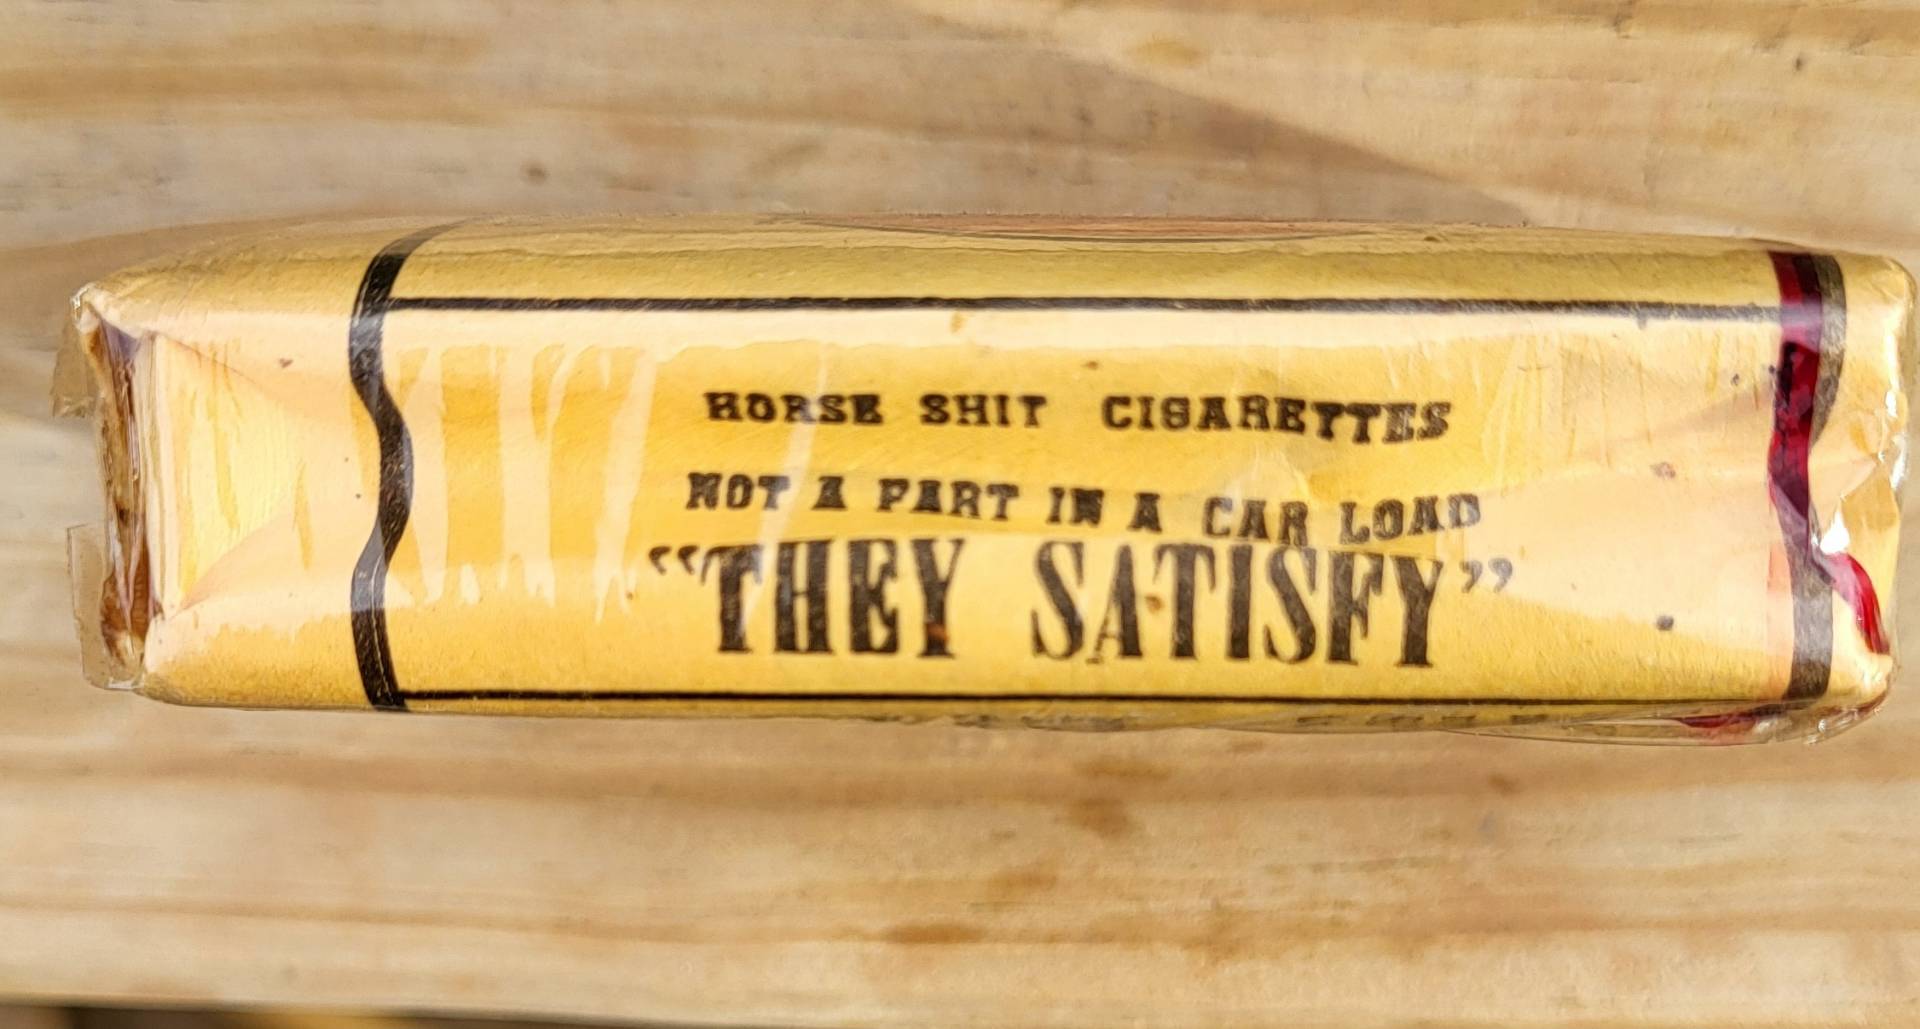 HORSE SHIT CIGARETTES
NOT A FART IN A CAR LOAD
“THEY SATISFY”